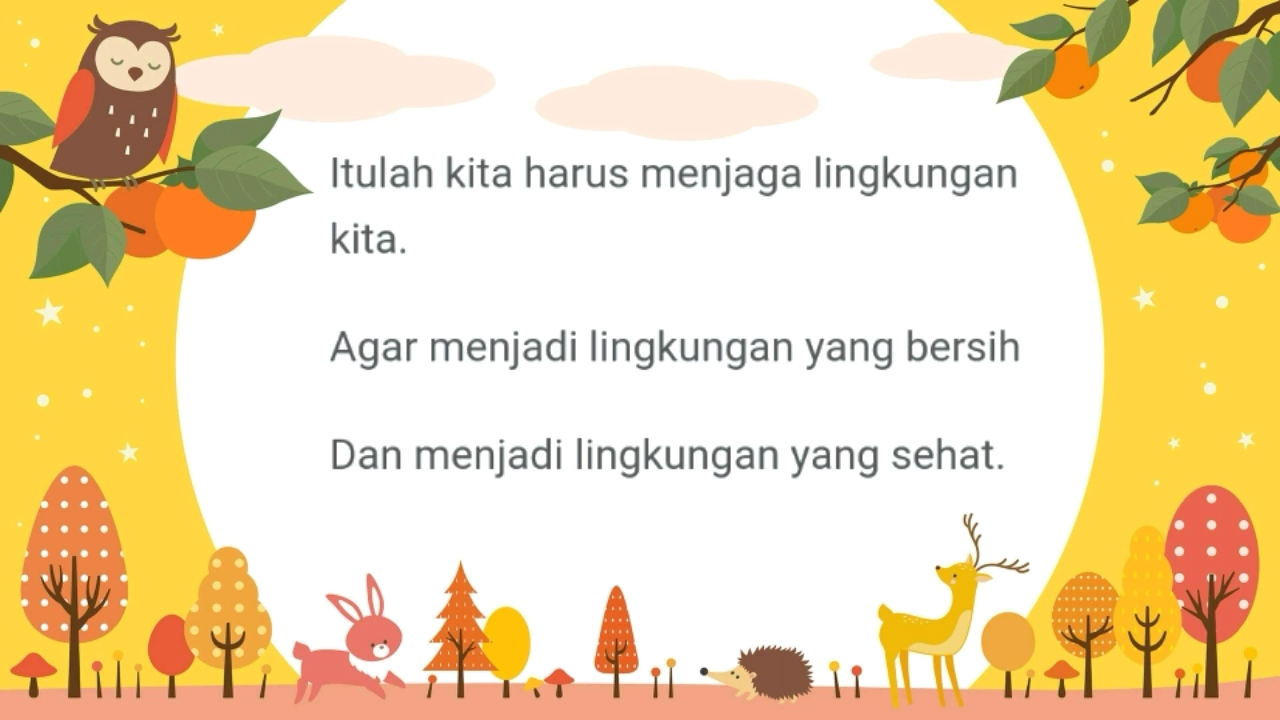 Itulah kita harus menjaga lingkungan
kita.
Agar menjadi lingkungan yang bersih
Dan menjadi lingkungan yang sehat.